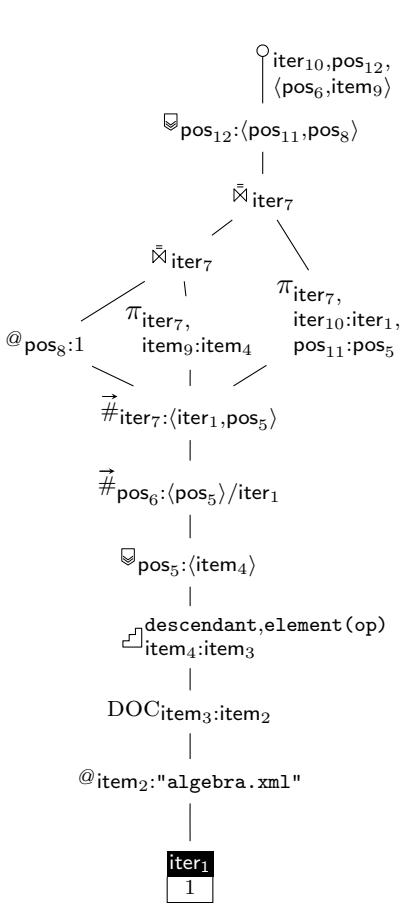 iter₁₀,pos₁₂,
⟨pos₆,item₉⟩
pos₁₂:⟨pos₁₁,pos₈⟩
iter₇
iter₇
@pos₈:1
π iter₇,
item₉:item₄
π iter₇,
iter₁₀:iter₁,
pos₁₁:pos₅
# iter₇:⟨iter₁,pos₅⟩
# pos₆:⟨pos₅⟩/iter₁
pos₅:⟨item₄⟩
descendant,element(op)
item₄:item₃
DOC item₃:item₂
@item₂:"algebra.xml"
iter₁
1